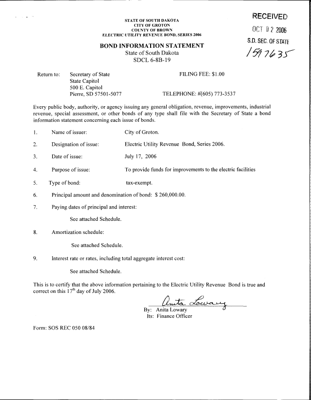 STATE OF SOUTH DAKOTA
CITY OF GROTON
COUNTY OF BROWN
ELECTRIC UTILITY REVENUE BOND, SERIES 2006
RECEIVED
OCT 02 2006
S.D. SEC. OF STATE
1597635
BOND INFORMATION STATEMENT
State of South Dakota
SDCL 6-8B-19
Return to: Secretary of State FILING FEE: $1.00
State Capitol
500 E. Capitol
Pierre, SD 57501-5077 TELEPHONE: #(605) 773-3537
Every public body, authority, or agency issuing any general obligation, revenue, improvements, industrial
revenue, special assessment, or other bonds of any type shall file with the Secretary of State a bond
information statement concerning each issue of bonds.
1. Name of issuer: City of Groton.
2. Designation of issue: Electric Utility Revenue Bond, Series 2006.
3. Date of issue: July 17, 2006
4. Purpose of issue: To provide funds for improvements to the electric facilities
5. Type of bond: tax-exempt.
6. Principal amount and denomination of bond: $ 260,000.00.
7. Paying dates of principal and interest:
See attached Schedule.
8. Amortization schedule:
See attached Schedule.
9. Interest rate or rates, including total aggregate interest cost:
See attached Schedule.
This is to certify that the above information pertaining to the Electric Utility Revenue Bond is true and
correct on this 17th day of July 2006.
Anita Lowary
By: Anita Lowary
Its: Finance Officer
Form: SOS REC 050 08/84